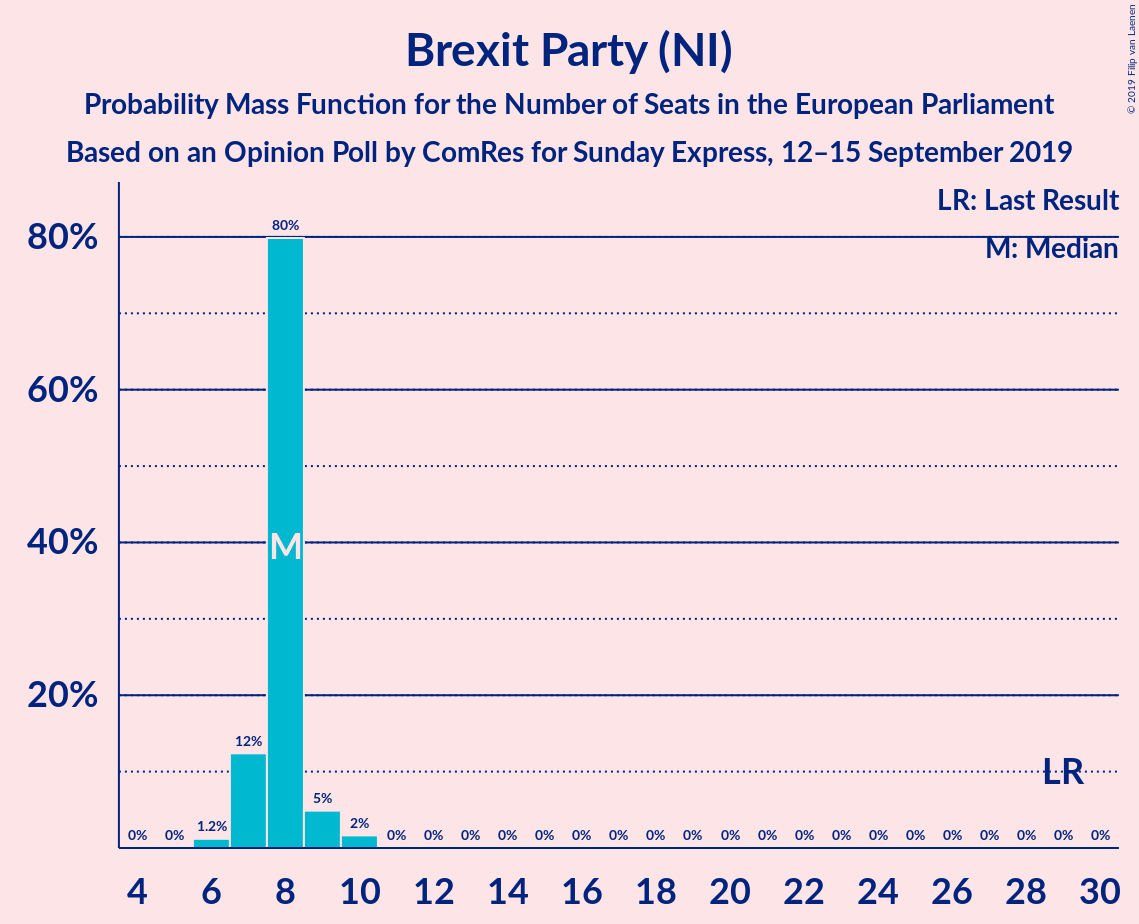 Brexit Party (NI)
Probability Mass Function for the Number of Seats in the European Parliament
Based on an Opinion Poll by ComRes for Sunday Express, 12–15 September 2019
© 2019 Filip van Laenen
LR: Last Result
M: Median
80%
60%
40%
20%
0% 0% 1.2% 12% 80% 5% 2% 0% 0% 0% 0% 0% 0% 0% 0% 0% 0% 0% 0% 0% 0% 0% 0% 0% 0% 0% 0%
M
LR
4 6 8 10 12 14 16 18 20 22 24 26 28 30